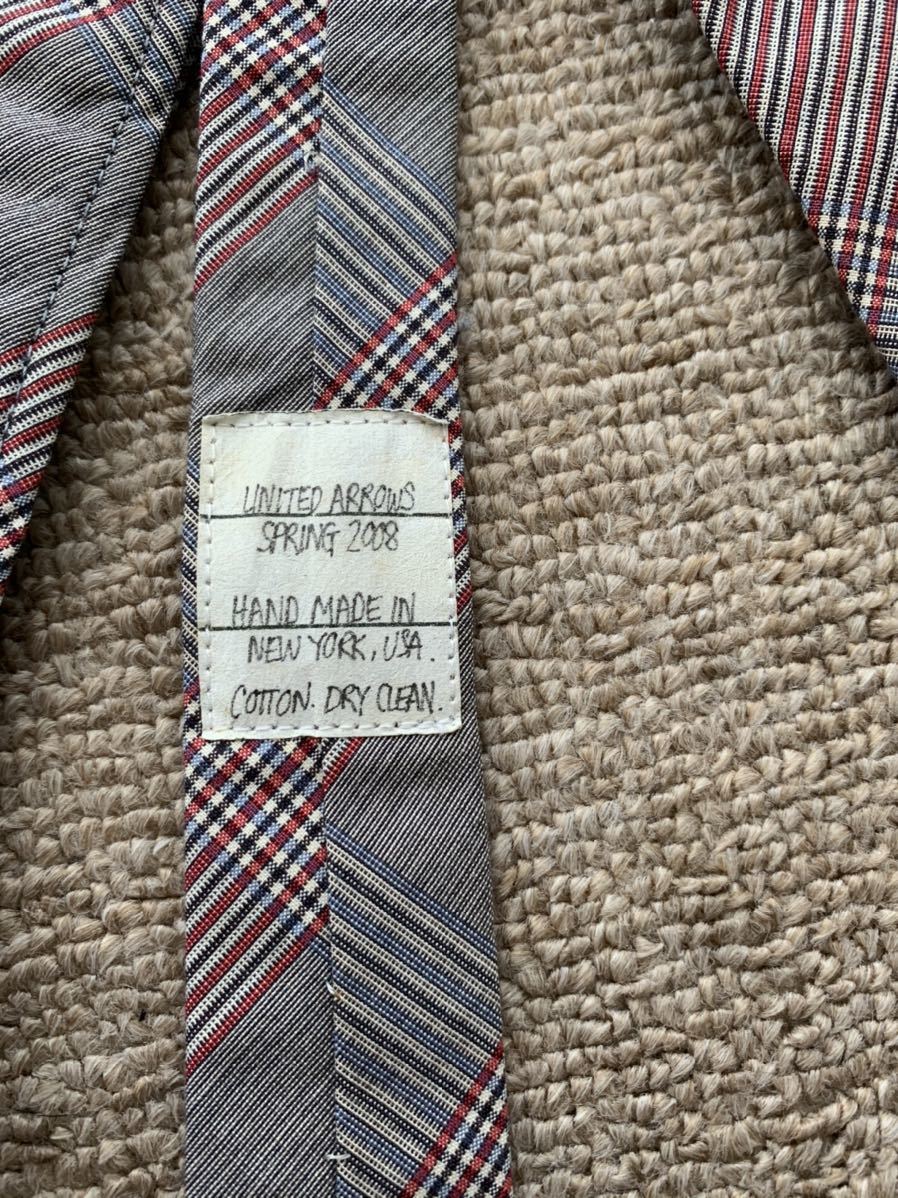 UNITED ARROWS
SPRING 2008
HAND MADE IN
NEW YORK, USA.
COTTON. DRY CLEAN.